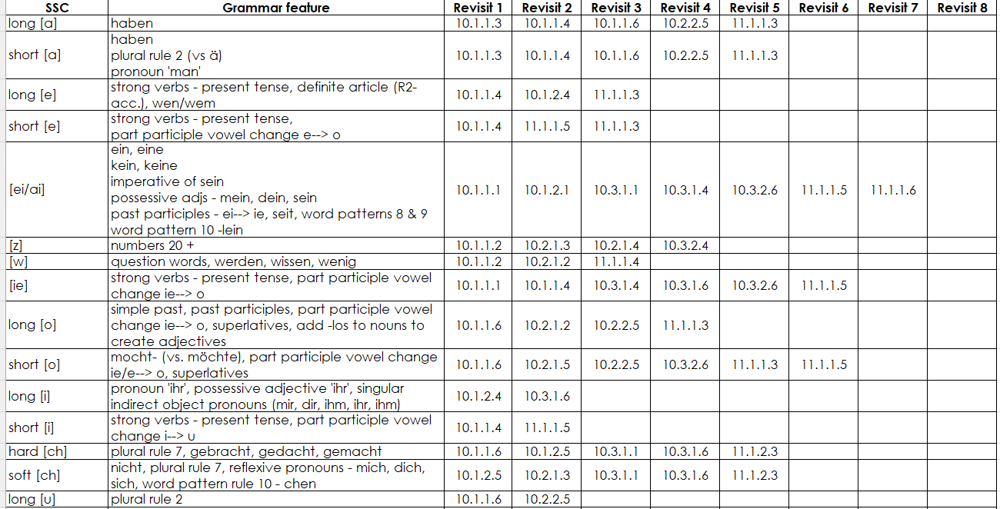 SSC Grammar feature Revisit 1 Revisit 2 Revisit 3 Revisit 4 Revisit 5 Revisit 6 Revisit 7 Revisit 8
long [a] haben 10.1.1.3 10.1.1.4 10.1.1.6 10.2.2.5 11.1.1.3
haben
short [a] plural rule 2 (vs ä) 10.1.1.3 10.1.1.4 10.1.1.6 10.2.2.5 11.1.1.3
pronoun 'man'
strong verbs - present tense, definite article (R2-
long [e] acc.), wen/wem 10.1.1.4 10.1.2.4 11.1.1.3
strong verbs - present tense,
short [e] part participle vowel change e--> o 10.1.1.4 11.1.1.5 11.1.1.3
ein, eine
kein, keine
imperative of sein
[ei/ai] possessive adjs - mein, dein, sein 10.1.1.1 10.1.2.1 10.3.1.1 10.3.1.4 10.3.2.6 11.1.1.5 11.1.1.6
past participles - ei--> ie, seit, word patterns 8 & 9
word pattern 10 -lein
[z] numbers 20 + 10.1.1.2 10.2.1.3 10.2.1.4 10.3.2.4
[w] question words, werden, wissen, wenig 10.1.1.2 10.2.1.2 11.1.1.4
strong verbs - present tense, part participle vowel
[ie] change ie--> o 10.1.1.1 10.1.1.4 10.3.1.4 10.3.1.6 10.3.2.6 11.1.1.5
simple past, past participles, part participle vowel
long [o] change ie--> o, superlatives, add -los to nouns to 10.1.1.6 10.2.1.2 10.2.2.5 11.1.1.3
create adjectives
mocht- (vs. möchte), part participle vowel change
short [o] ie/e--> o, superlatives 10.1.1.6 10.2.1.5 10.2.2.5 10.3.2.6 11.1.1.3 11.1.1.5
pronoun 'ihr', possessive adjective 'ihr', singular
long [i] indirect object pronouns (mir, dir, ihm, ihr, ihm) 10.1.2.4 10.3.1.6
strong verbs - present tense, part participle vowel
short [i] change i--> u 10.1.1.4 11.1.1.5
hard [ch] plural rule 7, gebracht, gedacht, gemacht 10.1.1.6 10.1.2.5 10.3.1.1 10.3.1.6 11.1.2.3
nicht, plural rule 7, reflexive pronouns - mich, dich,
soft [ch] sich, word pattern rule 10 - chen 10.1.2.5 10.2.1.3 10.3.1.1 10.3.1.6 11.1.2.3
long [u] plural rule 2 10.1.1.6 10.2.2.5